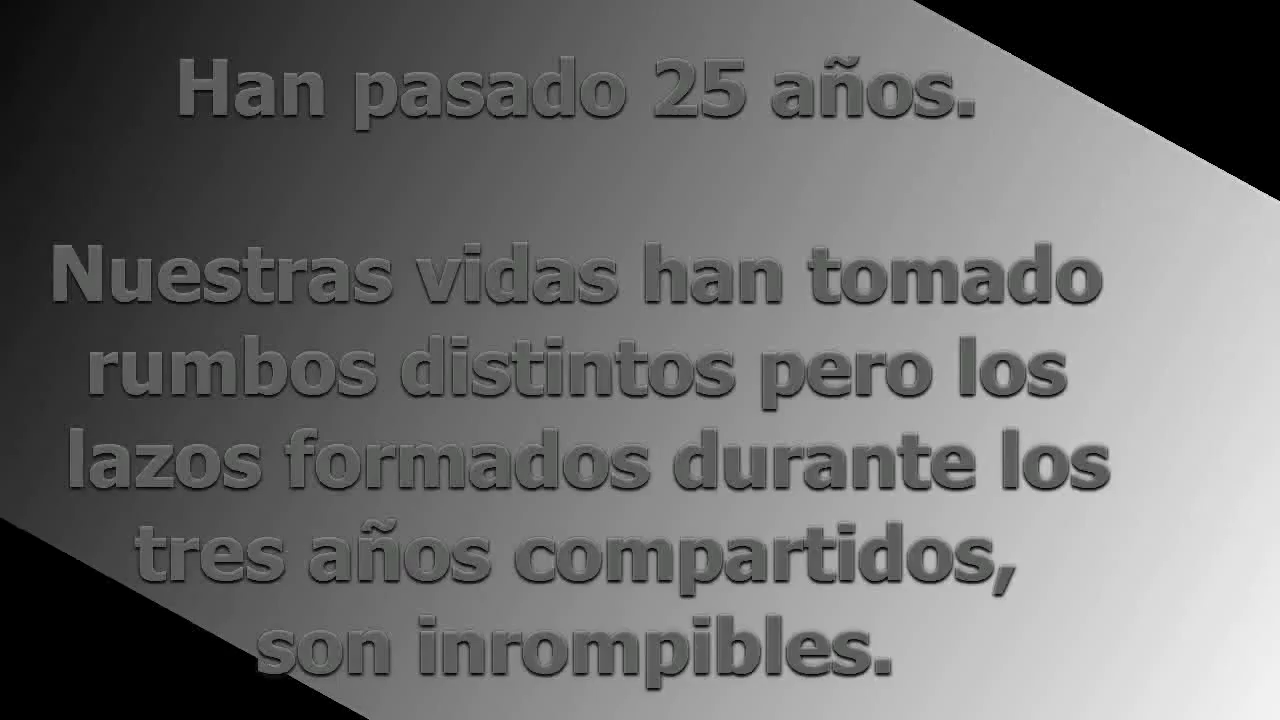 Han pasado 25 años.
Nuestras vidas han tomado
rumbos distintos pero los
lazos formados durante los
tres años compartidos,
son inrompibles.